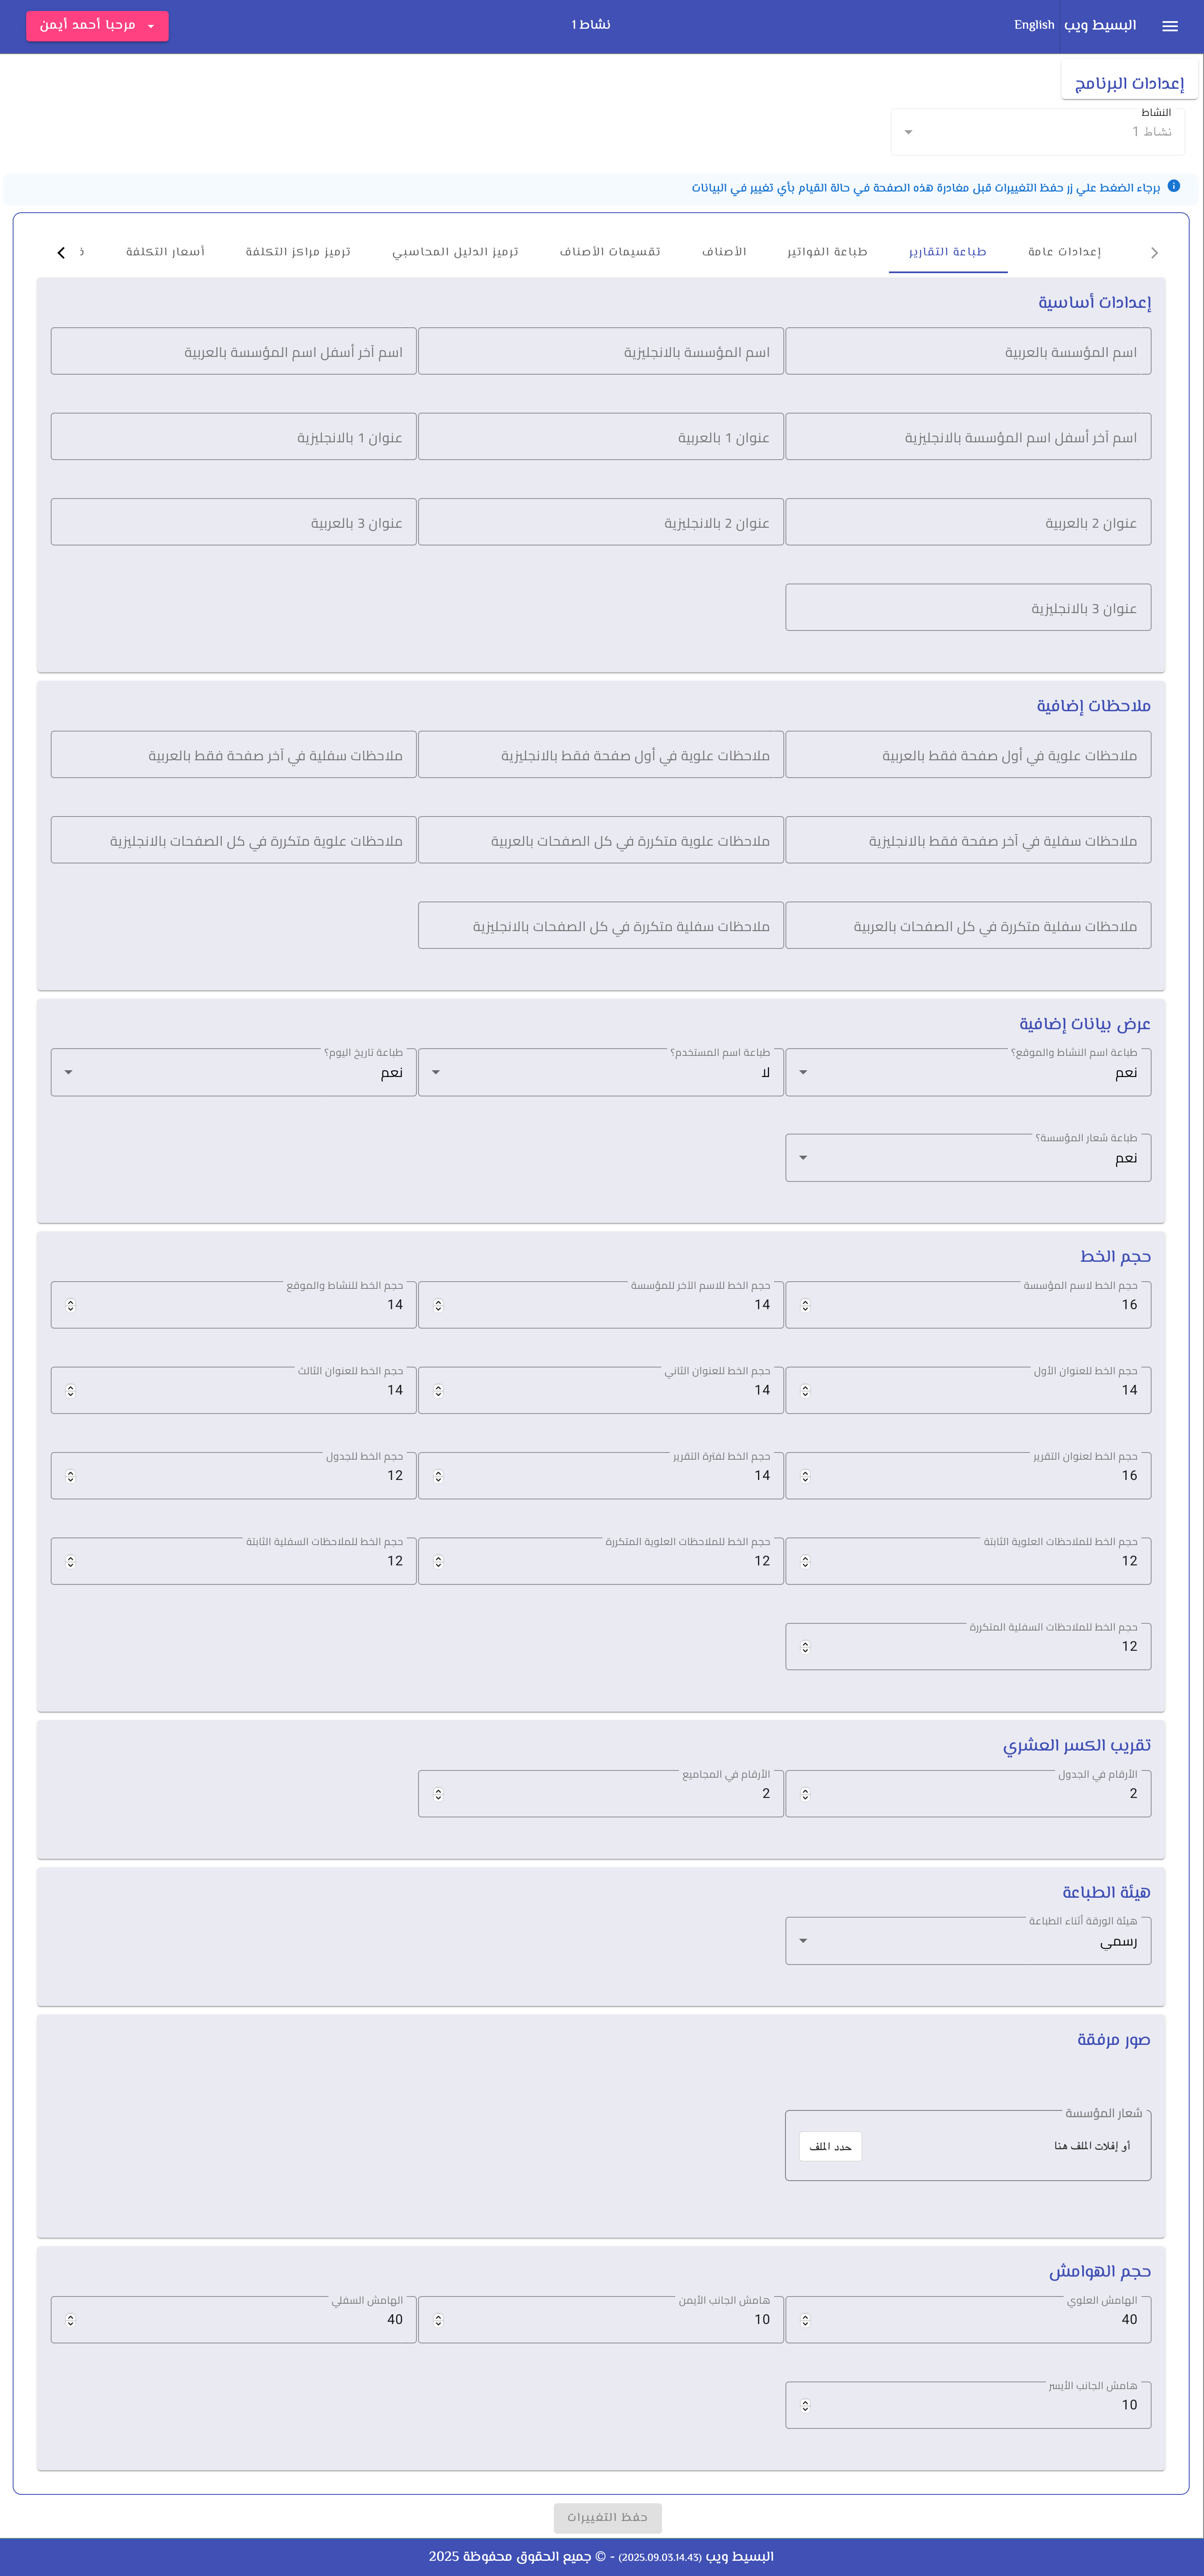 البسيط ويب English نشاط 1 مرحبا أحمد أيمن
إعدادات البرنامج
النشاط
نشاط 1
برجاء الضغط علي زر حفظ التغييرات قبل مغادرة هذه الصفحة في حالة القيام بأي تغيير في البيانات
إعدادات عامة طباعة التقارير طباعة الفواتير الأصناف تقسيمات الأصناف ترميز الدليل المحاسبي ترميز مراكز التكلفة أسعار التكلفة
إعدادات أساسية
اسم المؤسسة بالعربية اسم المؤسسة بالانجليزية اسم آخر أسفل اسم المؤسسة بالعربية
اسم آخر أسفل اسم المؤسسة بالانجليزية عنوان 1 بالعربية عنوان 1 بالانجليزية
عنوان 2 بالعربية عنوان 2 بالانجليزية عنوان 3 بالعربية
عنوان 3 بالانجليزية
ملاحظات إضافية
ملاحظات علوية في أول صفحة فقط بالعربية ملاحظات علوية في أول صفحة فقط بالانجليزية ملاحظات سفلية في آخر صفحة فقط بالعربية
ملاحظات سفلية في آخر صفحة فقط بالانجليزية ملاحظات علوية متكررة في كل الصفحات بالعربية ملاحظات علوية متكررة في كل الصفحات بالانجليزية
ملاحظات سفلية متكررة في كل الصفحات بالعربية ملاحظات سفلية متكررة في كل الصفحات بالانجليزية
عرض بيانات إضافية
طباعة اسم النشاط والموقع؟ طباعة اسم المستخدم؟ طباعة تاريخ اليوم؟
نعم لا نعم
طباعة شعار المؤسسة؟
نعم
حجم الخط
حجم الخط لاسم المؤسسة حجم الخط للاسم الآخر للمؤسسة حجم الخط للنشاط والموقع
16 14 14
حجم الخط للعنوان الأول حجم الخط للعنوان الثاني حجم الخط للعنوان الثالث
14 14 14
حجم الخط لعنوان التقرير حجم الخط لفترة التقرير حجم الخط للجدول
16 14 12
حجم الخط للملاحظات العلوية الثابتة حجم الخط للملاحظات العلوية المتكررة حجم الخط للملاحظات السفلية الثابتة
12 12 12
حجم الخط للملاحظات السفلية المتكررة
12
تقريب الكسر العشري
الأرقام في الجدول الأرقام في المجاميع
2 2
هيئة الطباعة
هيئة الورقة أثناء الطباعة
رسمي
صور مرفقة
شعار المؤسسة
أو إفلات الملف هنا حدد الملف
حجم الهوامش
الهامش العلوي هامش الجانب الأيمن الهامش السفلي
40 10 40
هامش الجانب الأيسر
10
حفظ التغييرات
البسيط ويب (2025.09.03.14.43) - © جميع الحقوق محفوظة 2025